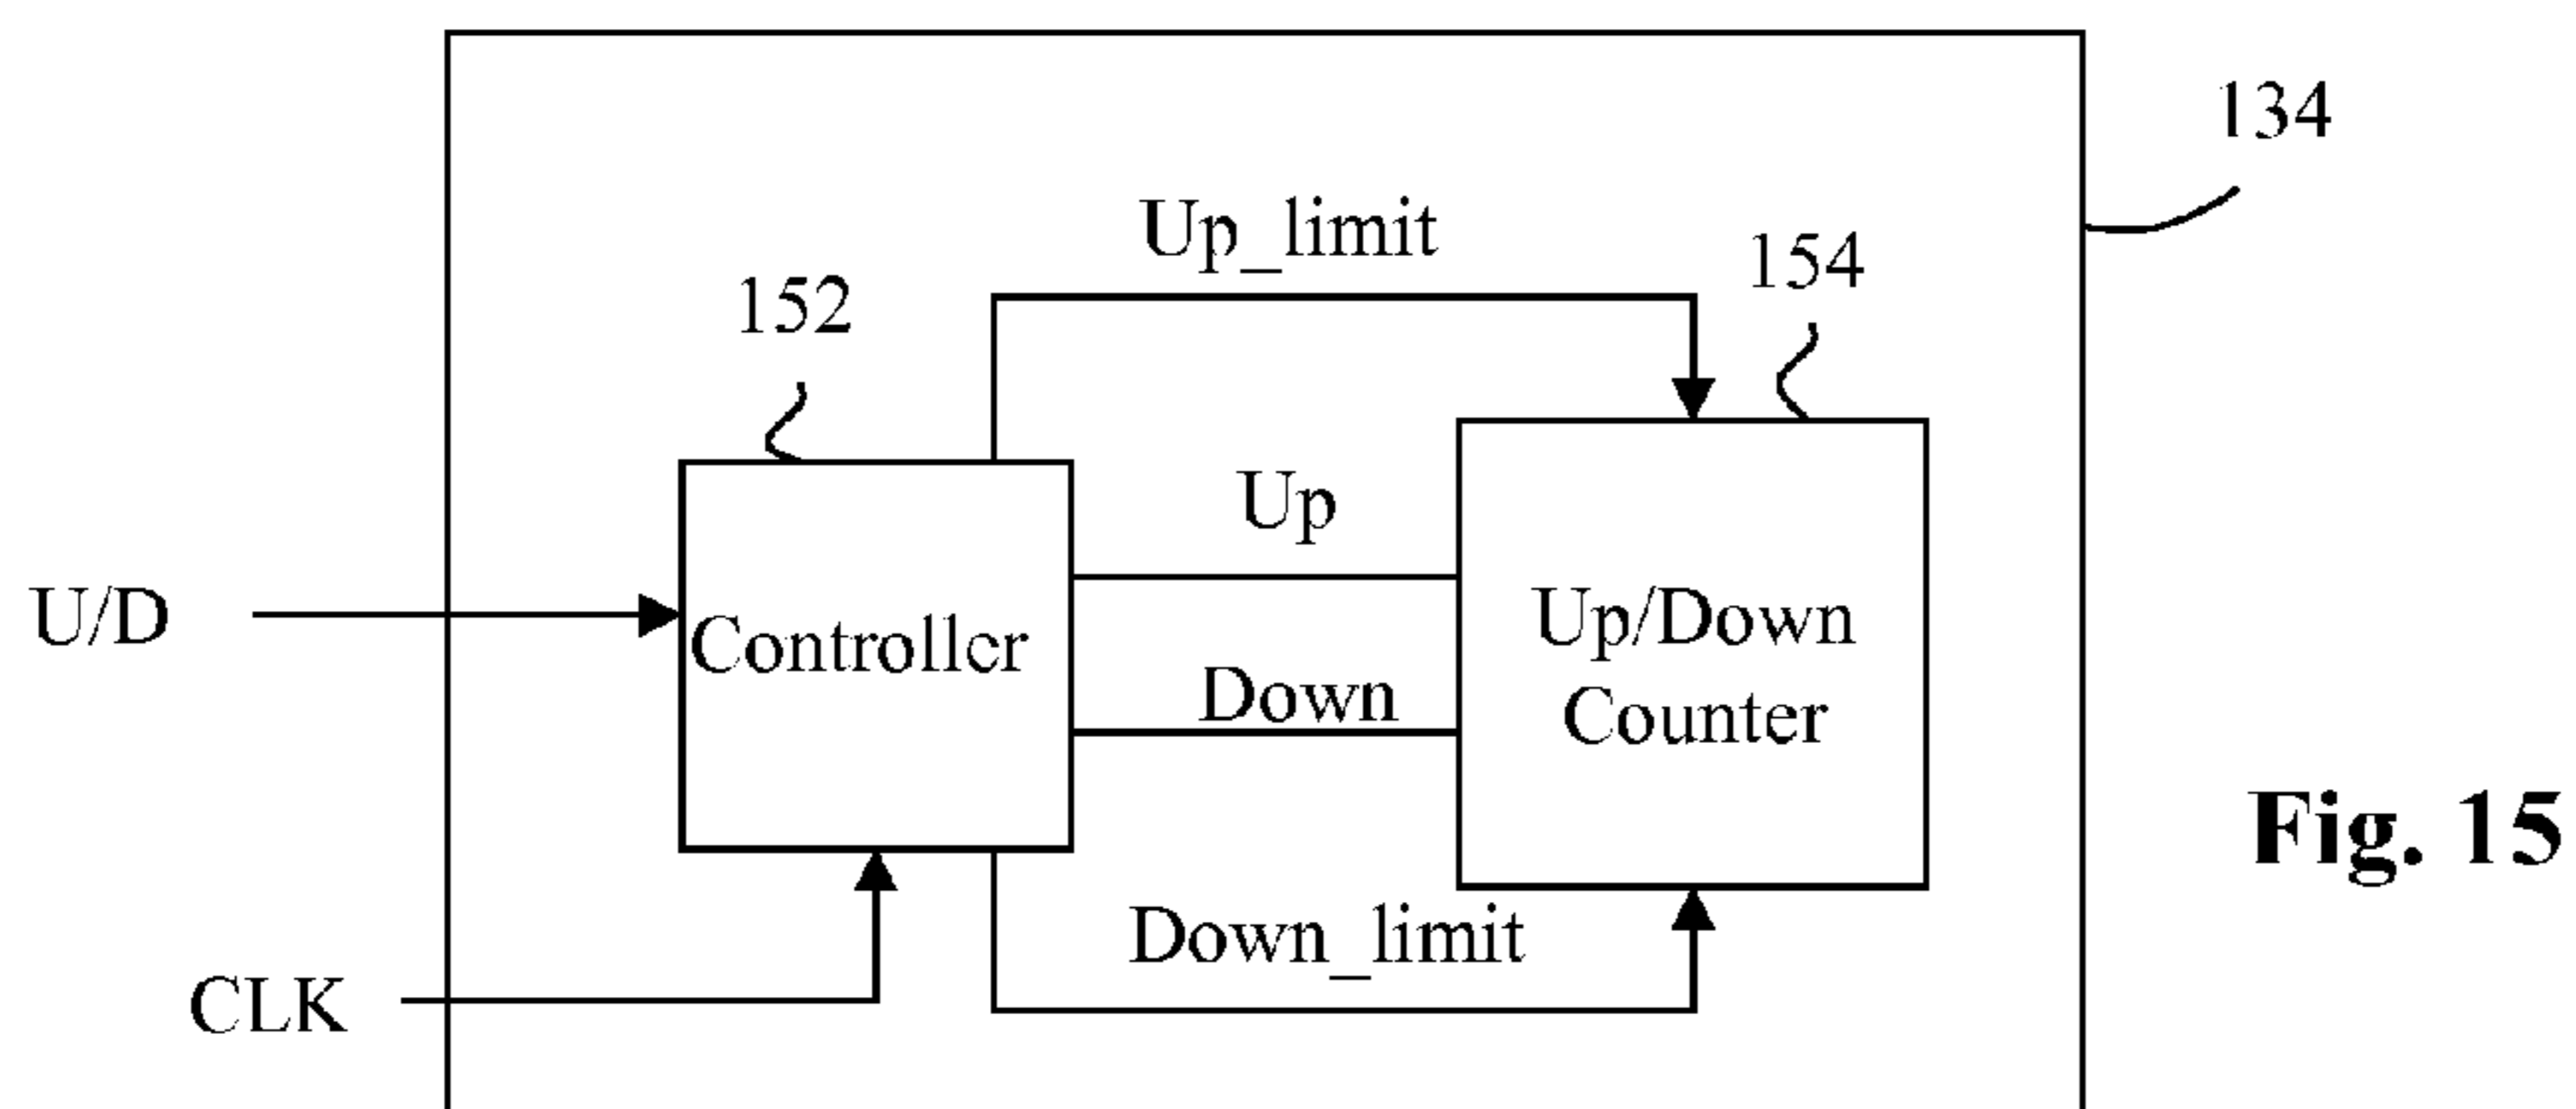 134
Up_limit
154
152
Up
U/D
Controller
Up/Down
Counter
Down
Fig. 15
Down_limit
CLK